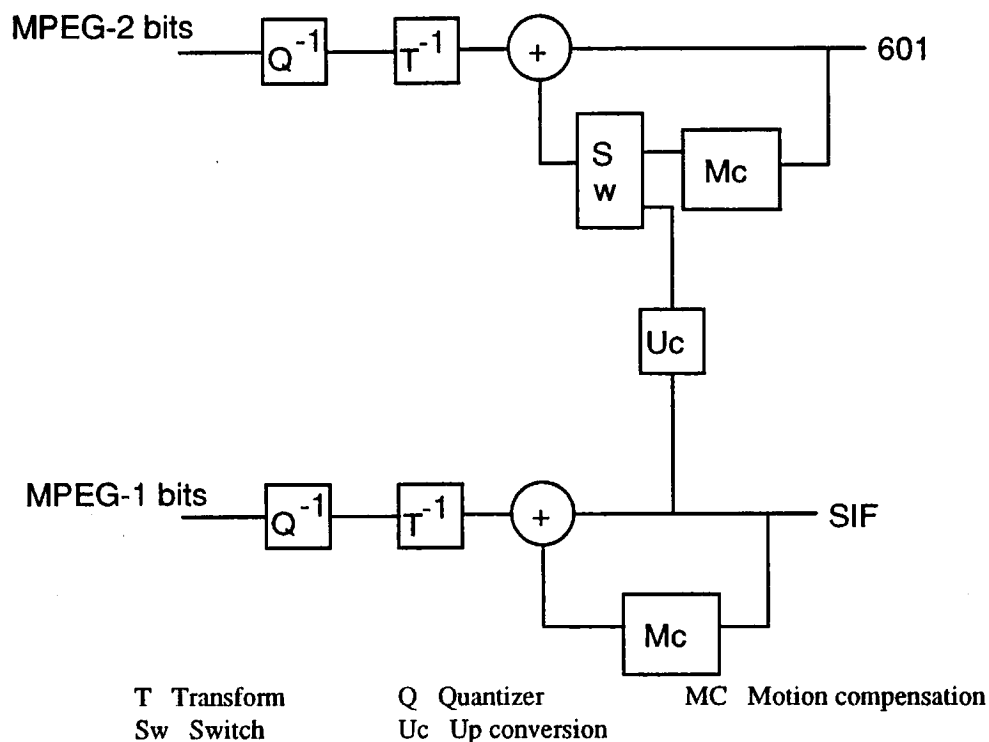 MPEG-2 bits
Q⁻¹
T⁻¹
+
601
S
w
Mc
Uc
MPEG-1 bits
Q⁻¹
T⁻¹
+
SIF
Mc
T Transform Q Quantizer MC Motion compensation
Sw Switch Uc Up conversion